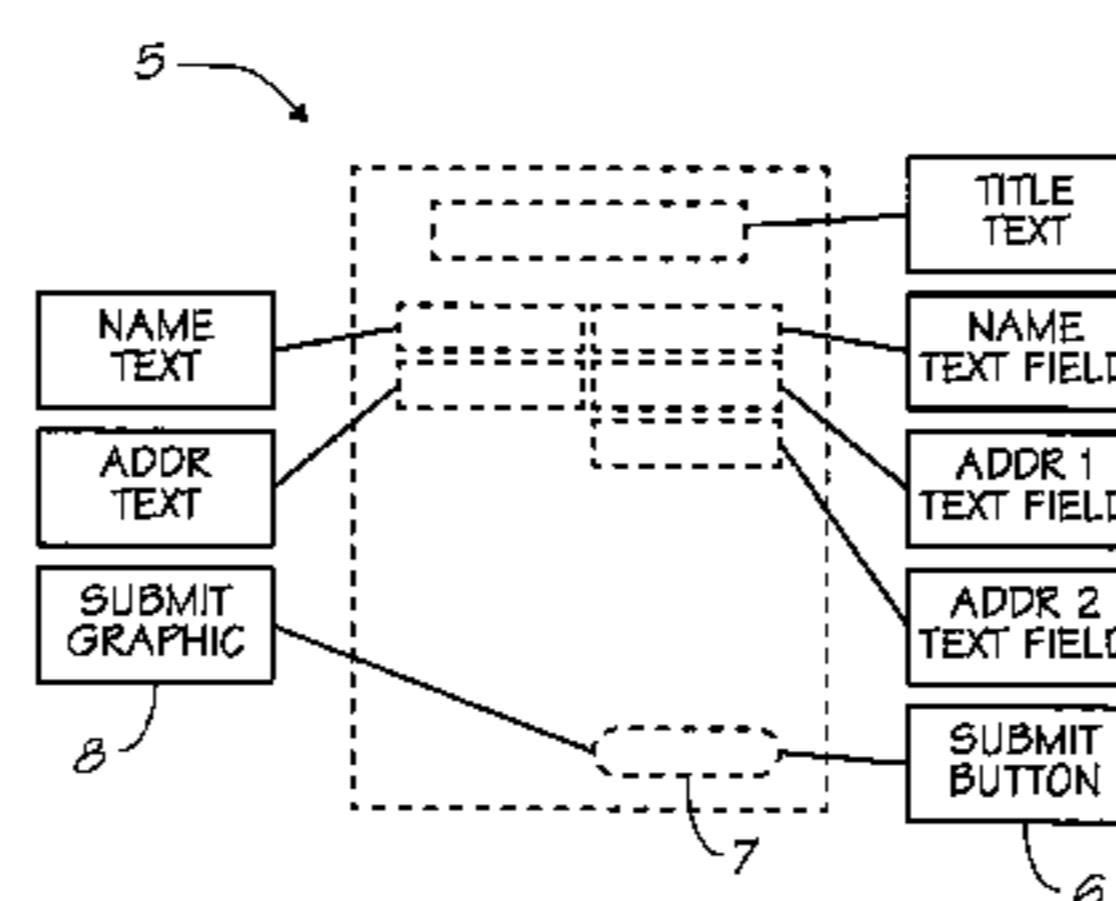 5
TITLE
TEXT
NAME
TEXT
NAME
TEXT FIELD
ADDR
TEXT
ADDR 1
TEXT FIELD
SUBMIT
GRAPHIC
ADDR 2
TEXT FIELD
8
SUBMIT
BUTTON
7
6